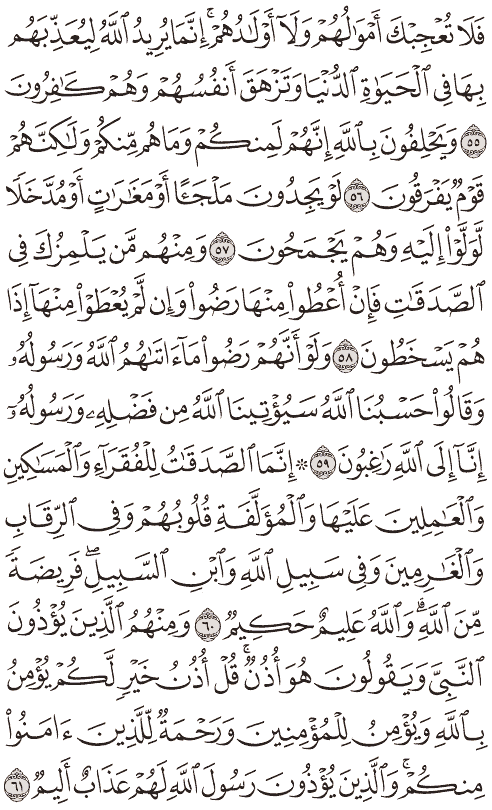 فَلَا تُعْجِبْكَ أَمْوَٰلُهُمْ وَلَآ أَوْلَٰدُهُمْ ۚ إِنَّمَا يُرِيدُ ٱللَّهُ لِيُعَذِّبَهُم
بِهَا فِى ٱلْحَيَوٰةِ ٱلدُّنْيَا وَتَزْهَقَ أَنفُسُهُمْ وَهُمْ كَٰفِرُونَ
٥٥ وَيَحْلِفُونَ بِٱللَّهِ إِنَّهُمْ لَمِنكُمْ وَمَا هُم مِّنكُمْ وَلَٰكِنَّهُمْ
قَوْمٌ يَفْرَقُونَ ٥٦ لَوْ يَجِدُونَ مَلْجَـًٔا أَوْ مَغَٰرَٰتٍ أَوْ مُدَّخَلًا
لَّوَلَّوْا۟ إِلَيْهِ وَهُمْ يَجْمَحُونَ ٥٧ وَمِنْهُم مَّن يَلْمِزُكَ فِى
ٱلصَّدَقَٰتِ فَإِنْ أُعْطُوا۟ مِنْهَا رَضُوا۟ وَإِن لَّمْ يُعْطَوْا۟ مِنْهَآ إِذَا
هُمْ يَسْخَطُونَ ٥٨ وَلَوْ أَنَّهُمْ رَضُوا۟ مَآ ءَاتَىٰهُمُ ٱللَّهُ وَرَسُولُهُۥ
وَقَالُوا۟ حَسْبُنَا ٱللَّهُ سَيُؤْتِينَا ٱللَّهُ مِن فَضْلِهِۦ وَرَسُولُهُۥٓ
إِنَّآ إِلَى ٱللَّهِ رَٰغِبُونَ ٥٩ ۞ إِنَّمَا ٱلصَّدَقَٰتُ لِلْفُقَرَآءِ وَٱلْمَسَٰكِينِ
وَٱلْعَٰمِلِينَ عَلَيْهَا وَٱلْمُؤَلَّفَةِ قُلُوبُهُمْ وَفِى ٱلرِّقَابِ
وَٱلْغَٰرِمِينَ وَفِى سَبِيلِ ٱللَّهِ وَٱبْنِ ٱلسَّبِيلِ ۖ فَرِيضَةً
مِّنَ ٱللَّهِ ۗ وَٱللَّهُ عَلِيمٌ حَكِيمٌ ٦٠ وَمِنْهُمُ ٱلَّذِينَ يُؤْذُونَ
ٱلنَّبِىَّ وَيَقُولُونَ هُوَ أُذُنٌ ۚ قُلْ أُذُنُ خَيْرٍ لَّكُمْ يُؤْمِنُ
بِٱللَّهِ وَيُؤْمِنُ لِلْمُؤْمِنِينَ وَرَحْمَةٌ لِّلَّذِينَ ءَامَنُوا۟
مِنكُمْ ۚ وَٱلَّذِينَ يُؤْذُونَ رَسُولَ ٱللَّهِ لَهُمْ عَذَابٌ أَلِيمٌ ٦١